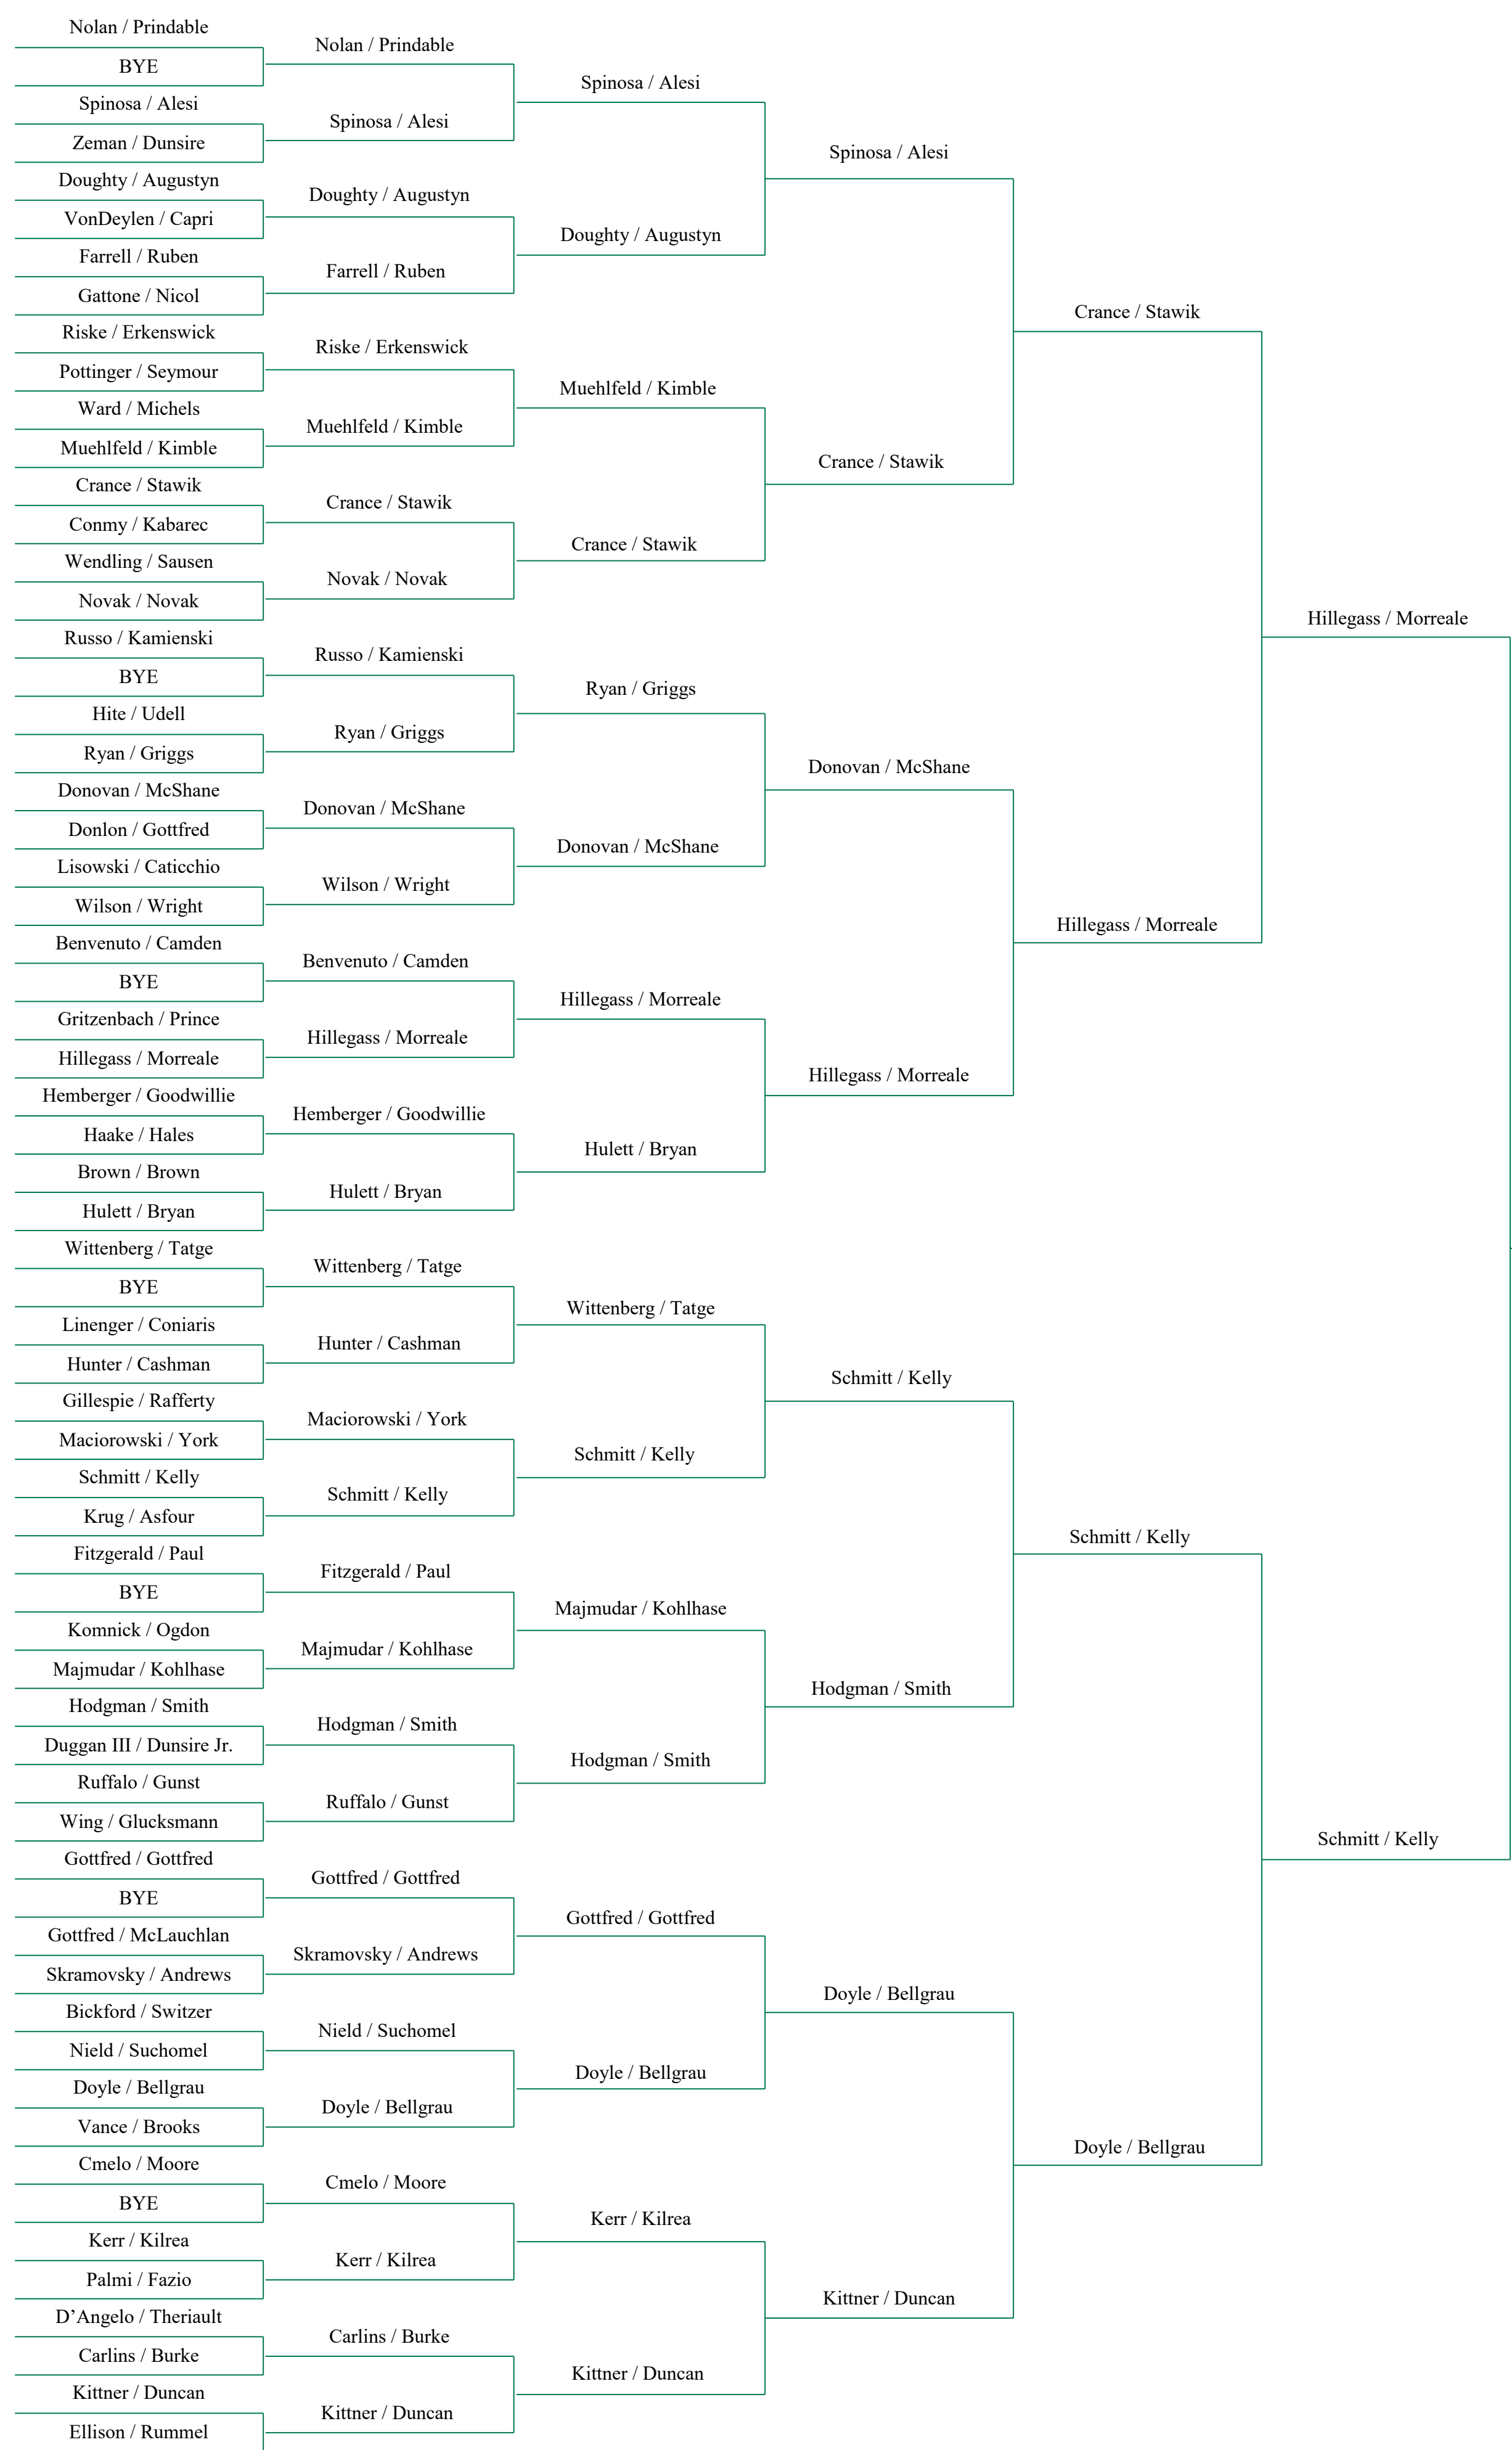 Nolan / Prindable
BYE
Spinosa / Alesi
Zeman / Dunsire
Doughty / Augustyn
VonDeylen / Capri
Farrell / Ruben
Gattone / Nicol
Riske / Erkenswick
Pottinger / Seymour
Ward / Michels
Muehlfeld / Kimble
Crance / Stawik
Conmy / Kabarec
Wendling / Sausen
Novak / Novak
Russo / Kamienski
BYE
Hite / Udell
Ryan / Griggs
Donovan / McShane
Donlon / Gottfred
Lisowski / Caticchio
Wilson / Wright
Benvenuto / Camden
BYE
Gritzenbach / Prince
Hillegass / Morreale
Hemberger / Goodwillie
Haake / Hales
Brown / Brown
Hulett / Bryan
Wittenberg / Tatge
BYE
Linenger / Coniaris
Hunter / Cashman
Gillespie / Rafferty
Maciorowski / York
Schmitt / Kelly
Krug / Asfour
Fitzgerald / Paul
BYE
Komnick / Ogdon
Majmudar / Kohlhase
Hodgman / Smith
Duggan III / Dunsire Jr.
Ruffalo / Gunst
Wing / Glucksmann
Gottfred / Gottfred
BYE
Gottfred / McLauchlan
Skramovsky / Andrews
Bickford / Switzer
Nield / Suchomel
Doyle / Bellgrau
Vance / Brooks
Cmelo / Moore
BYE
Kerr / Kilrea
Palmi / Fazio
D’Angelo / Theriault
Carlins / Burke
Kittner / Duncan
Ellison / Rummel
Nolan / Prindable
Spinosa / Alesi
Doughty / Augustyn
Farrell / Ruben
Riske / Erkenswick
Muehlfeld / Kimble
Crance / Stawik
Novak / Novak
Russo / Kamienski
Ryan / Griggs
Donovan / McShane
Wilson / Wright
Benvenuto / Camden
Hillegass / Morreale
Hemberger / Goodwillie
Hulett / Bryan
Wittenberg / Tatge
Hunter / Cashman
Maciorowski / York
Schmitt / Kelly
Fitzgerald / Paul
Majmudar / Kohlhase
Hodgman / Smith
Ruffalo / Gunst
Gottfred / Gottfred
Skramovsky / Andrews
Nield / Suchomel
Doyle / Bellgrau
Cmelo / Moore
Kerr / Kilrea
Carlins / Burke
Kittner / Duncan
Spinosa / Alesi
Doughty / Augustyn
Muehlfeld / Kimble
Crance / Stawik
Ryan / Griggs
Donovan / McShane
Hillegass / Morreale
Hulett / Bryan
Wittenberg / Tatge
Schmitt / Kelly
Majmudar / Kohlhase
Hodgman / Smith
Gottfred / Gottfred
Doyle / Bellgrau
Kerr / Kilrea
Kittner / Duncan
Spinosa / Alesi
Crance / Stawik
Donovan / McShane
Hillegass / Morreale
Schmitt / Kelly
Hodgman / Smith
Doyle / Bellgrau
Kittner / Duncan
Crance / Stawik
Hillegass / Morreale
Schmitt / Kelly
Doyle / Bellgrau
Hillegass / Morreale
Schmitt / Kelly